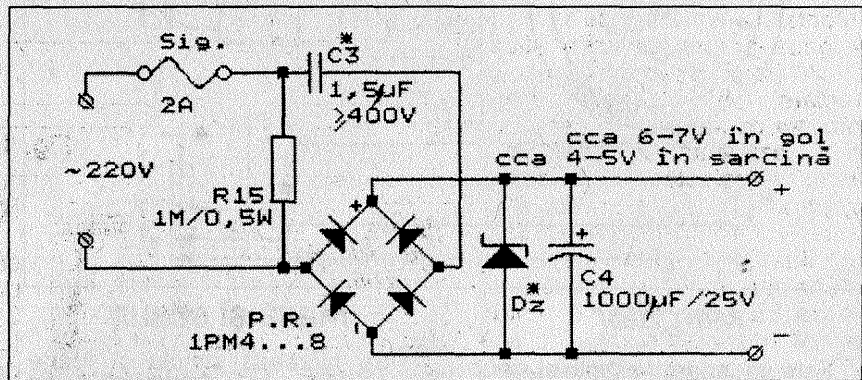 Sig.
2A
~220V
C3*
1,5µF
>400V
R15
1M/0,5W
cca 6-7V în gol
cca 4-5V în sarcină
+
+
+
C4
1000µF/25V
Dz*
P.R.
1PM4...8
-
-